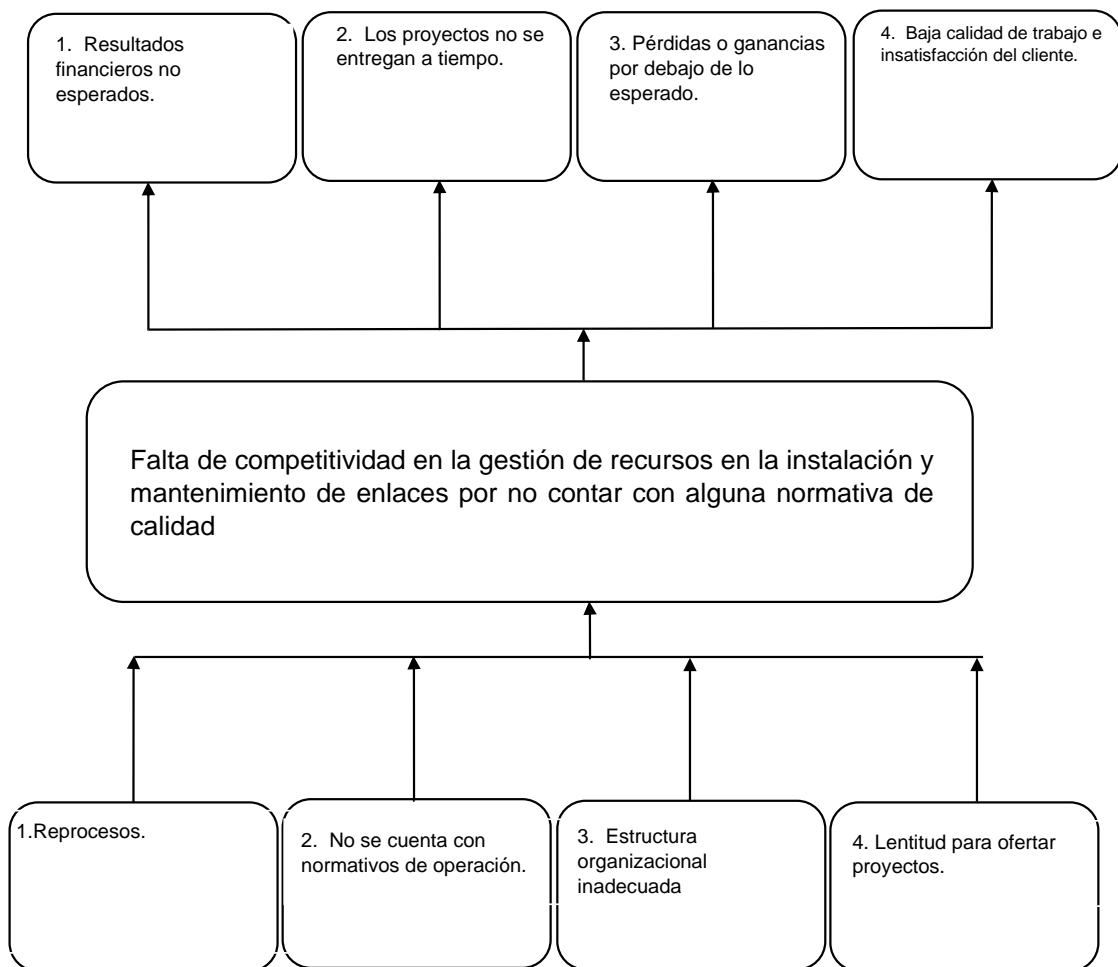 1. Resultados
financieros no
esperados.
2. Los proyectos no se
entregan a tiempo.
3. Pérdidas o ganancias
por debajo de lo
esperado.
4. Baja calidad de trabajo e
insatisfacción del cliente.
Falta de competitividad en la gestión de recursos en la instalación y
mantenimiento de enlaces por no contar con alguna normativa de
calidad
1.Reprocesos.
2. No se cuenta con
normativos de operación.
3. Estructura
organizacional
inadecuada
4. Lentitud para ofertar
proyectos.